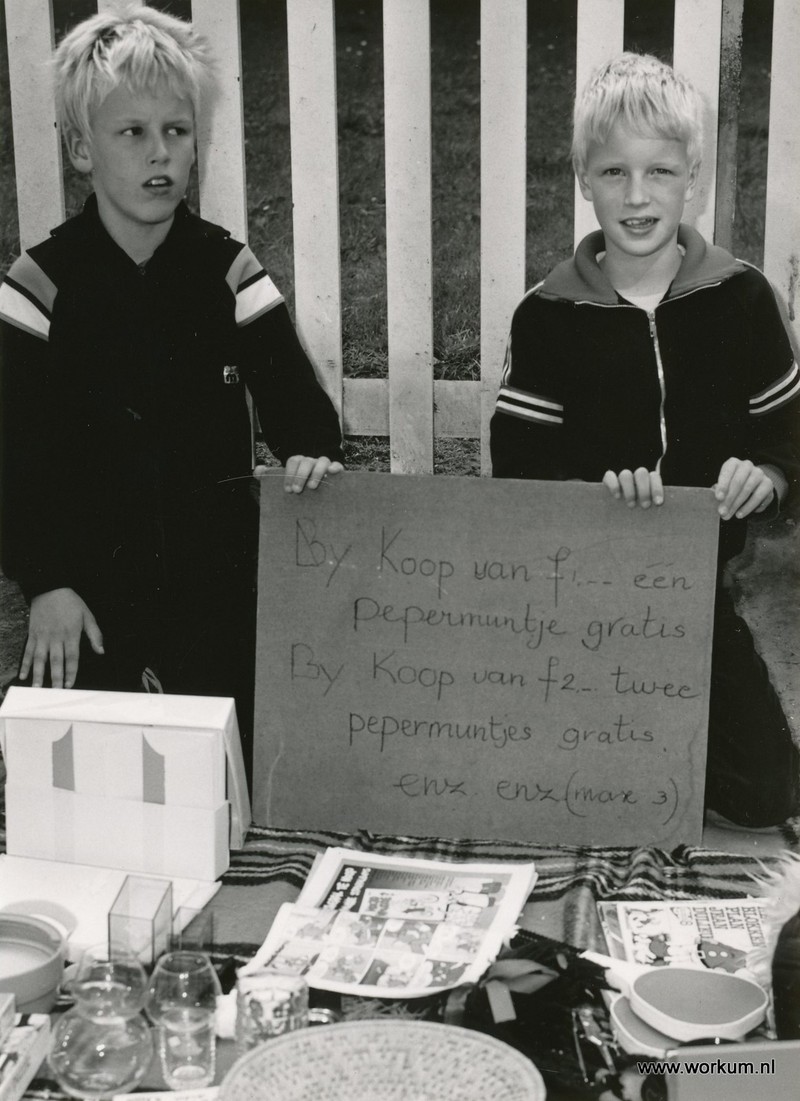 By Koop van f1.-- één
pepermuntje gratis
By Koop van f2.- twee
pepermuntjes gratis.
enz. enz (max 3)
www.workum.nl